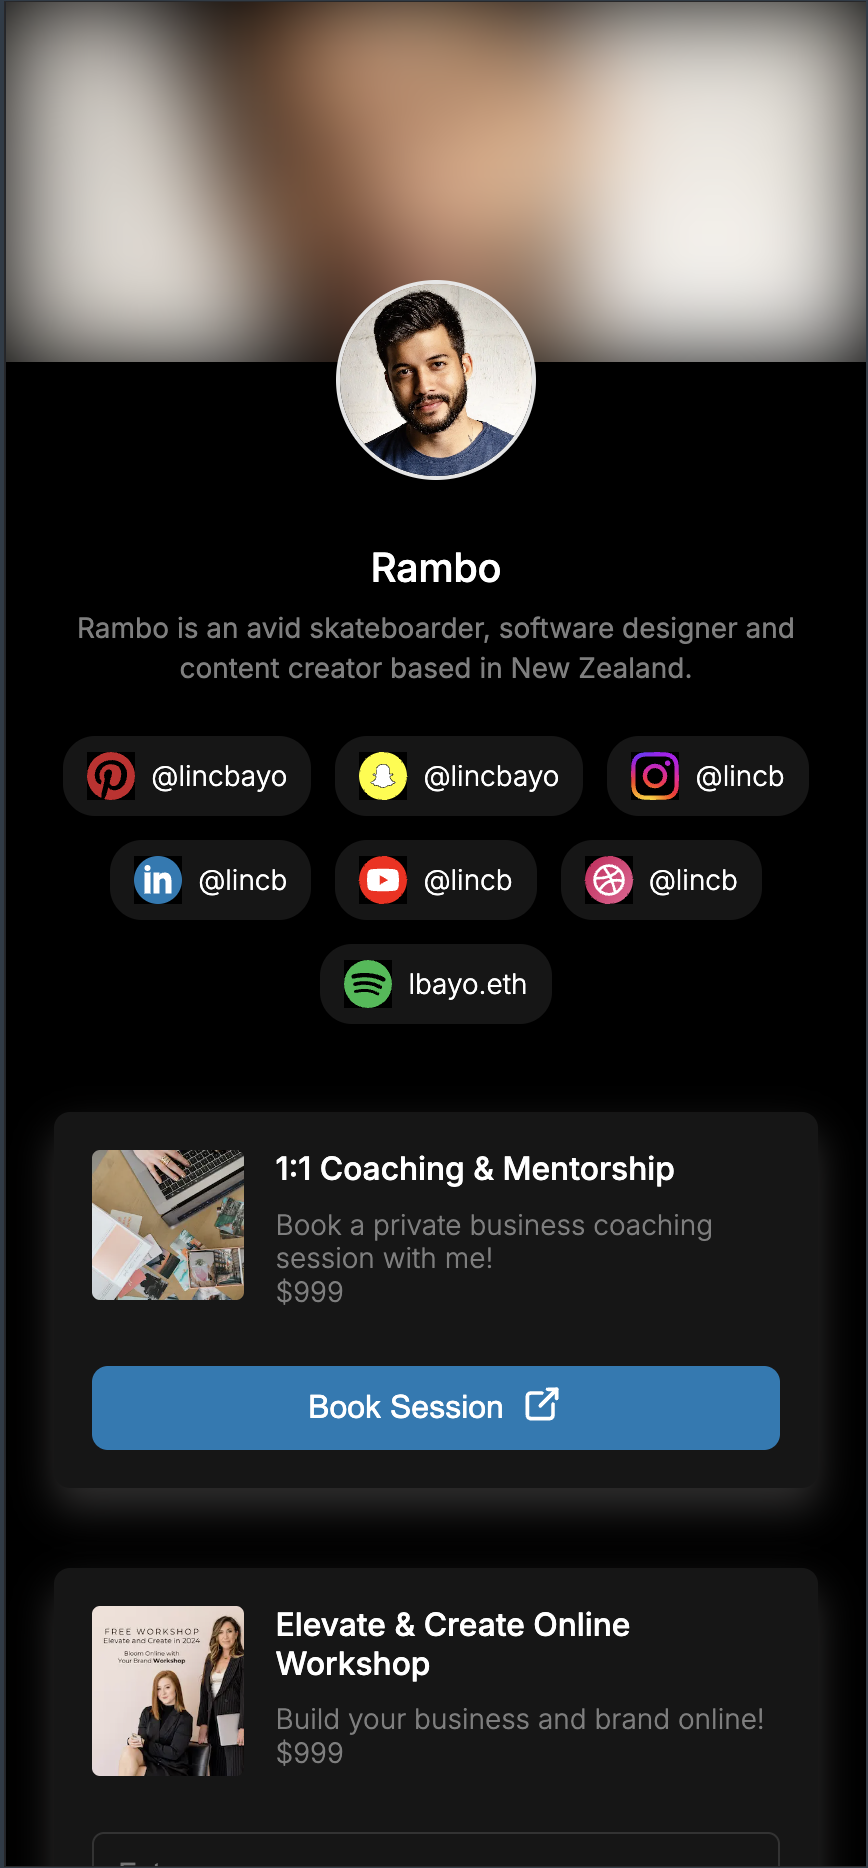 Rambo
Rambo is an avid skateboarder, software designer and
content creator based in New Zealand.
@lincbayo
@lincbayo
@lincb
in
@lincb
@lincb
@lincb
lbayo.eth
1:1 Coaching & Mentorship
Book a private business coaching
session with me!
$999
Book Session
FREE WORKSHOP
Elevate and Create in 2024
Bloom Online with
Your Brand Workshop
Elevate & Create Online
Workshop
Build your business and brand online!
$999